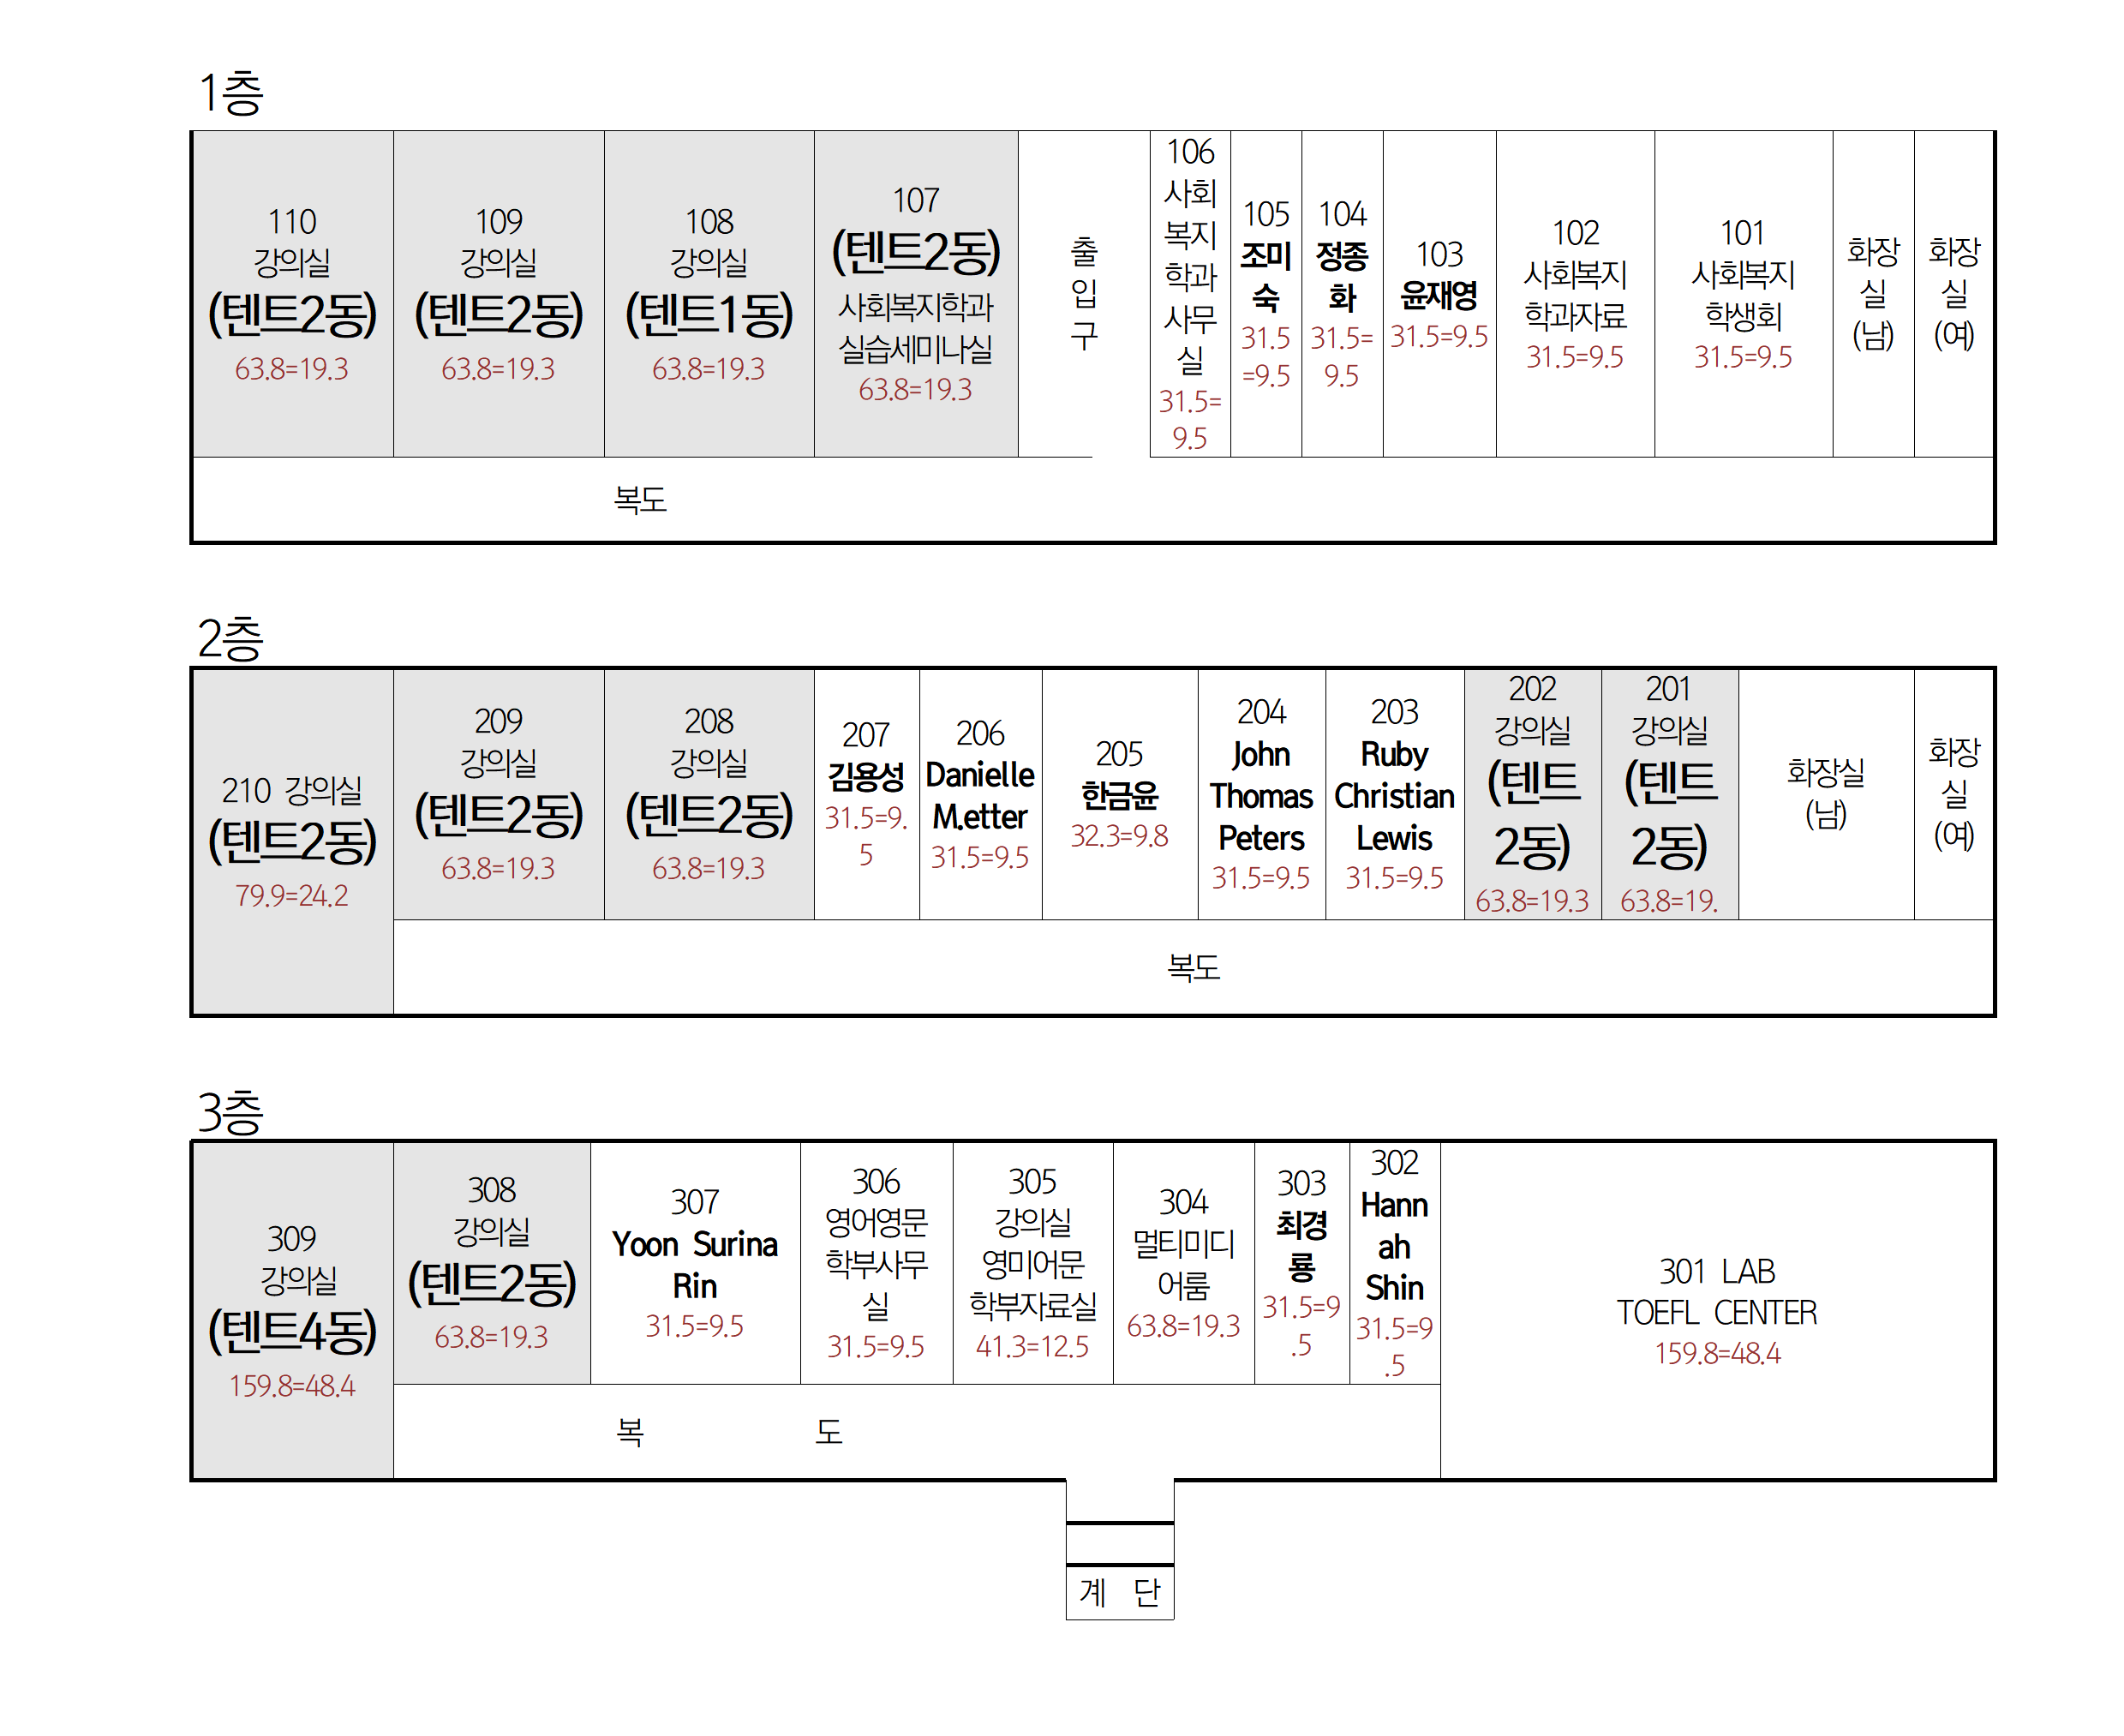 1층
110
강의실
(텐트2동)
63.8=19.3
109
강의실
(텐트2동)
63.8=19.3
108
강의실
(텐트1동)
63.8=19.3
107
(텐트2동)
사회복지학과
실습세미나실
63.8=19.3
출
입
구
106
사회
복지
학과
사무
실
31.5=
9.5
105
조미
숙
31.5
=9.5
104
정종
화
31.5=
9.5
103
윤재영
31.5=9.5
102
사회복지
학과자료
31.5=9.5
101
사회복지
학생회
31.5=9.5
화장
실
(남)
화장
실
(여)
복도
2층
210 강의실
(텐트2동)
79.9=24.2
209
강의실
(텐트2동)
63.8=19.3
208
강의실
(텐트2동)
63.8=19.3
207
김용성
31.5=9.
5
206
Danielle
M.etter
31.5=9.5
205
한금윤
32.3=9.8
204
John
Thomas
Peters
31.5=9.5
203
Ruby
Christian
Lewis
31.5=9.5
202
강의실
(텐트
2동)
63.8=19.3
201
강의실
(텐트
2동)
63.8=19.
화장실
(남)
화장
실
(여)
복도
3층
309
강의실
(텐트4동)
159.8=48.4
308
강의실
(텐트2동)
63.8=19.3
307
Yoon Surina
Rin
31.5=9.5
306
영어영문
학부사무
실
31.5=9.5
305
강의실
영미어문
학부자료실
41.3=12.5
304
멀티미디
어룸
63.8=19.3
303
최경
룡
31.5=9
.5
302
Hann
ah
Shin
31.5=9
.5
301 LAB
TOEFL CENTER
159.8=48.4
복 도
계 단